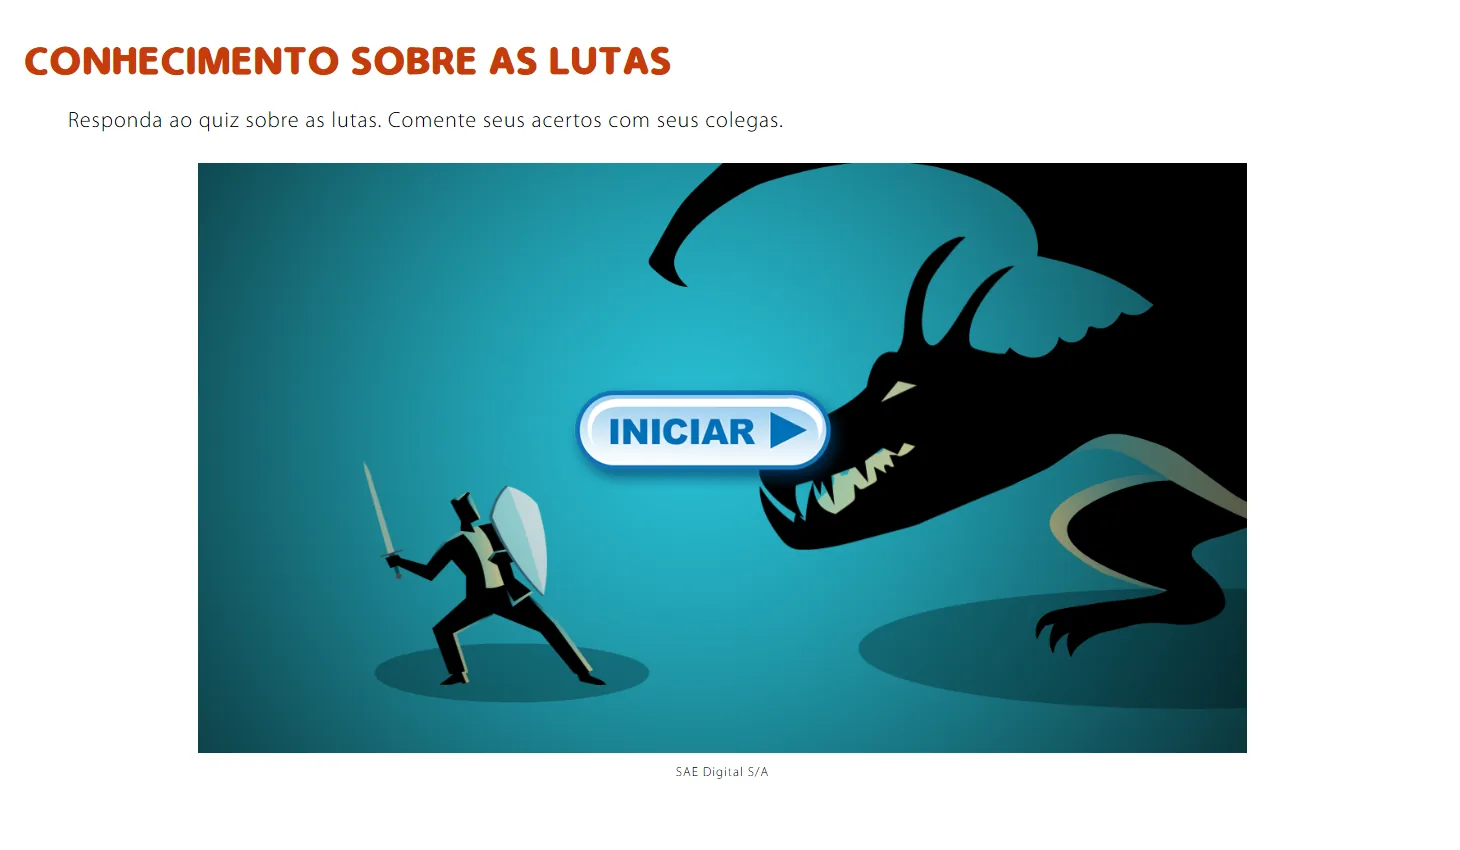 CONHECIMENTO SOBRE AS LUTAS
Responda ao quiz sobre as lutas. Comente seus acertos com seus colegas.
INICIAR
SAE Digital S/A